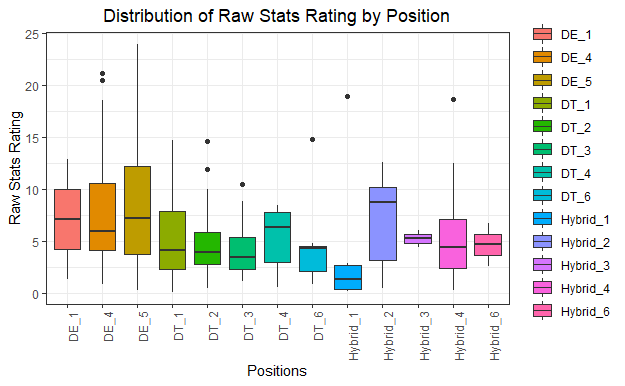 Distribution of Raw Stats Rating by Position
Raw Stats Rating
25
20
15
10
5
0
DE_1
DE_4
DE_5
DT_1
DT_2
DT_3
DT_4
DT_6
Hybrid_1
Hybrid_2
Hybrid_3
Hybrid_4
Hybrid_6
Positions
DE_1
DE_4
DE_5
DT_1
DT_2
DT_3
DT_4
DT_6
Hybrid_1
Hybrid_2
Hybrid_3
Hybrid_4
Hybrid_6